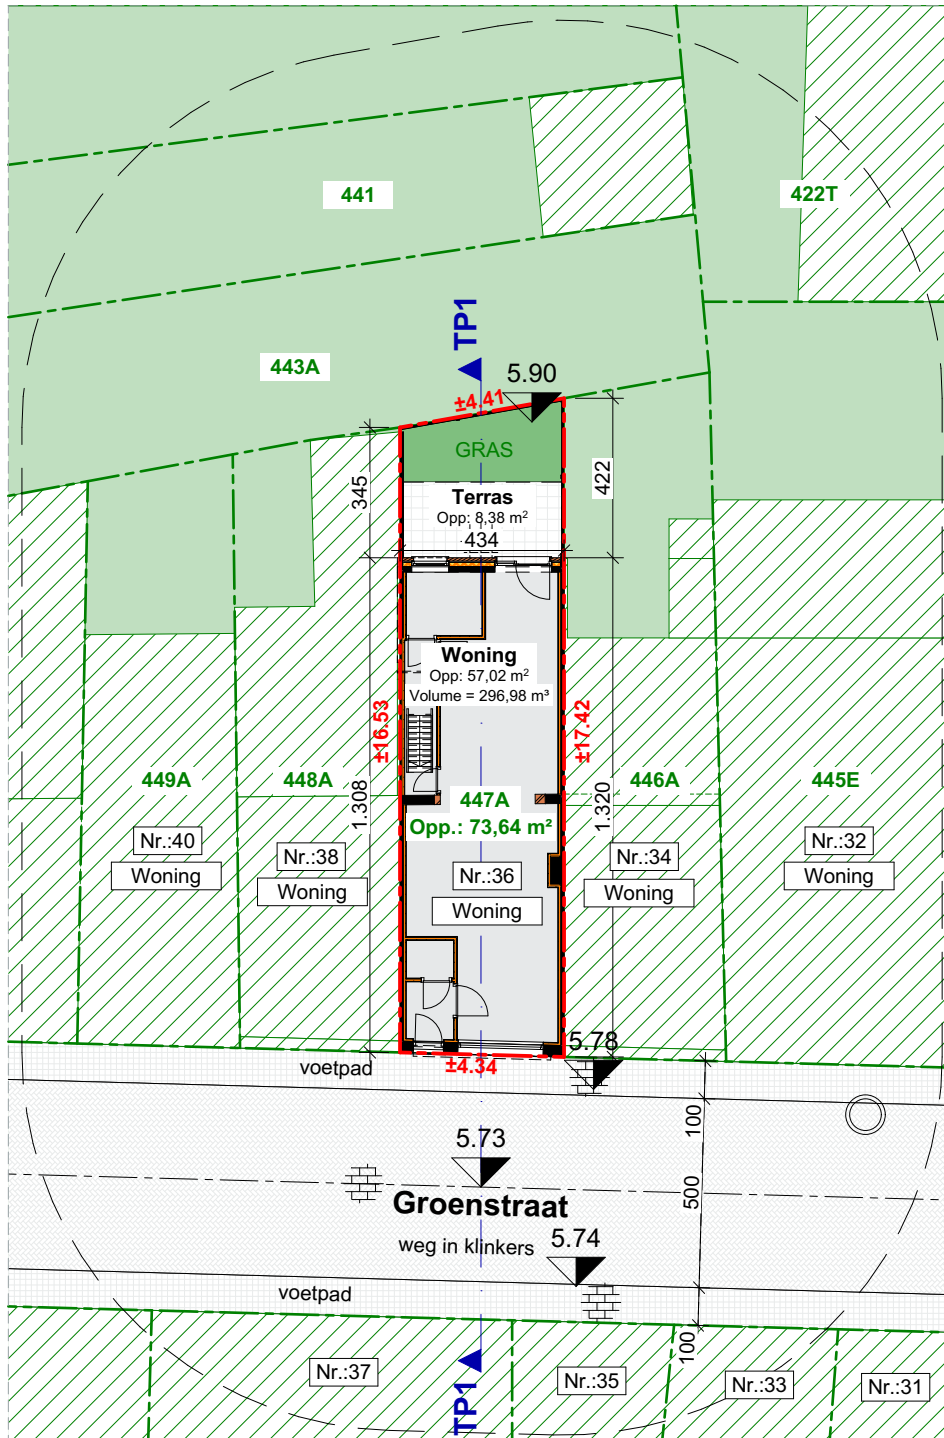 441
422T
TP1
443A
5.90
±4.41
GRAS
345
422
Terras
Opp: 8,38 m²
434
Woning
Opp: 57,02 m²
Volume = 296,98 m³
±16.53
±17.42
449A
448A
447A
446A
445E
Opp.: 73,64 m²
1.308
1.320
Nr.:40
Woning
Nr.:38
Woning
Nr.:36
Woning
Nr.:34
Woning
Nr.:32
Woning
5.78
voetpad
±4.34
100
5.73
500
Groenstraat
weg in klinkers
5.74
voetpad
100
Nr.:37
Nr.:35
Nr.:33
Nr.:31
TP1